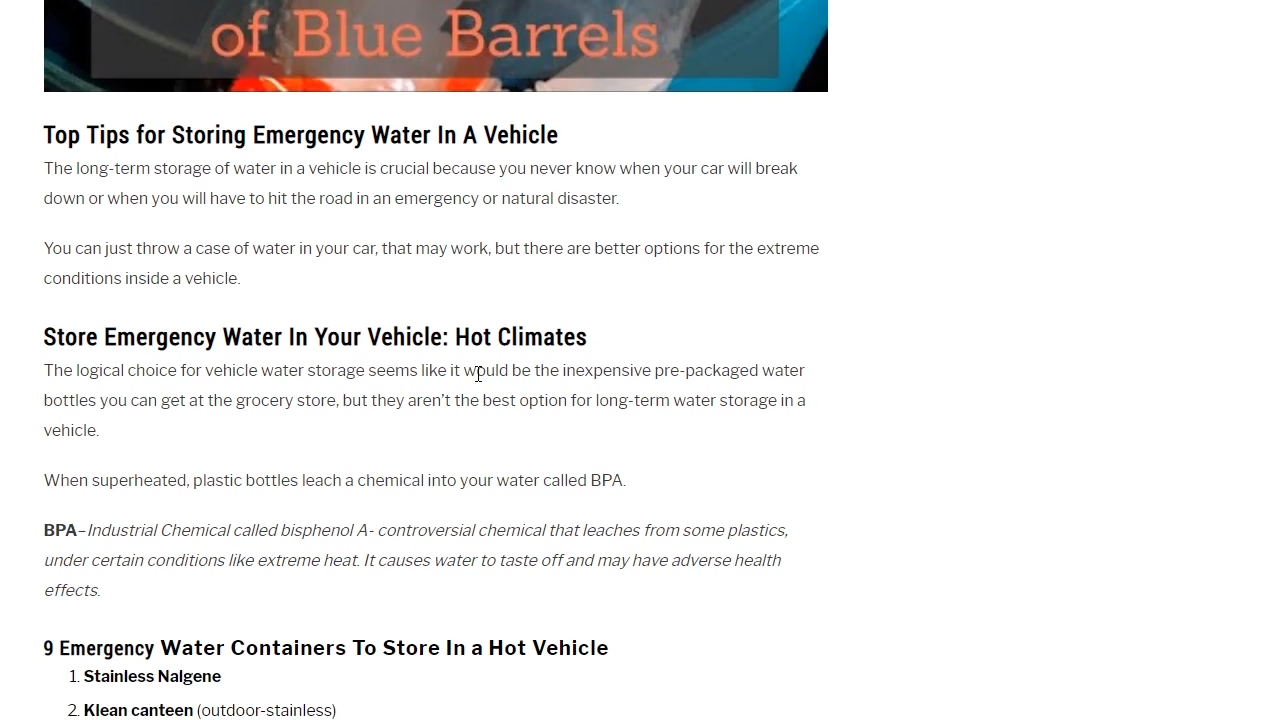 of Blue Barrels
Top Tips for Storing Emergency Water In A Vehicle
The long-term storage of water in a vehicle is crucial because you never know when your car will break
down or when you will have to hit the road in an emergency or natural disaster.
You can just throw a case of water in your car, that may work, but there are better options for the extreme
conditions inside a vehicle.
Store Emergency Water In Your Vehicle: Hot Climates
The logical choice for vehicle water storage seems like it would be the inexpensive pre-packaged water
bottles you can get at the grocery store, but they aren’t the best option for long-term water storage in a
vehicle.
When superheated, plastic bottles leach a chemical into your water called BPA.
BPA–Industrial Chemical called bisphenol A- controversial chemical that leaches from some plastics,
under certain conditions like extreme heat. It causes water to taste off and may have adverse health
effects.
9 Emergency Water Containers To Store In a Hot Vehicle
1. Stainless Nalgene
2. Klean canteen (outdoor-stainless)